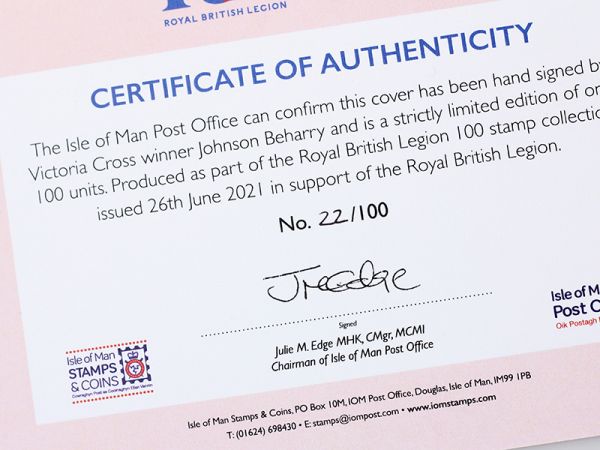 ROYAL BRITISH LEGION
CERTIFICATE OF AUTHENTICITY
The Isle of Man Post Office can confirm this cover has been hand signed by
Victoria Cross winner Johnson Beharry and is a strictly limited edition of
100 units. Produced as part of the Royal British Legion 100 stamp
issued 26th June 2021 in support of the Royal British Legion.
No. 22/100
Signed
Julie M. Edge MHK, CMgr, MCMI
Chairman of Isle of Man Post Office
Isle of Man
STAMPS
& COINS
Isle of
Post
Oik Postagh
Isle of Man Stamps & Coins, PO Box 10M, IOM Post Office, Douglas, Isle of Man, IM99 1PB
T: (01624) 698430 • E: stamps@iompost.com • www.iomstamps.com